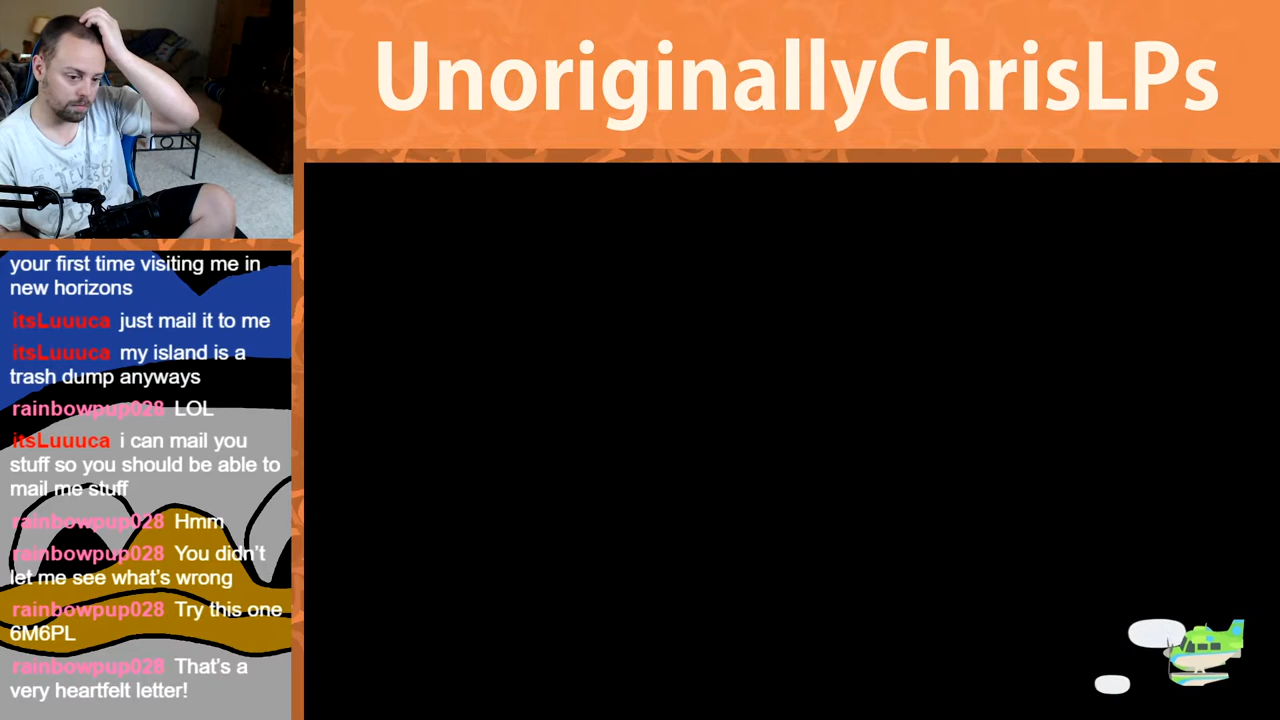 UnoriginallyChrisLPs
your first time visiting me in
new horizons
itsLuuuca just mail it to me
itsLuuuca my island is a
trash dump anyways
rainbowpup028 LOL
itsLuuuca i can mail you
stuff so you should be able to
mail me stuff
rainbowpup028 Hmm
rainbowpup028 You didn't
let me see what's wrong
rainbowpup028 Try this one
6M6PL
rainbowpup028 That's a
very heartfelt letter!